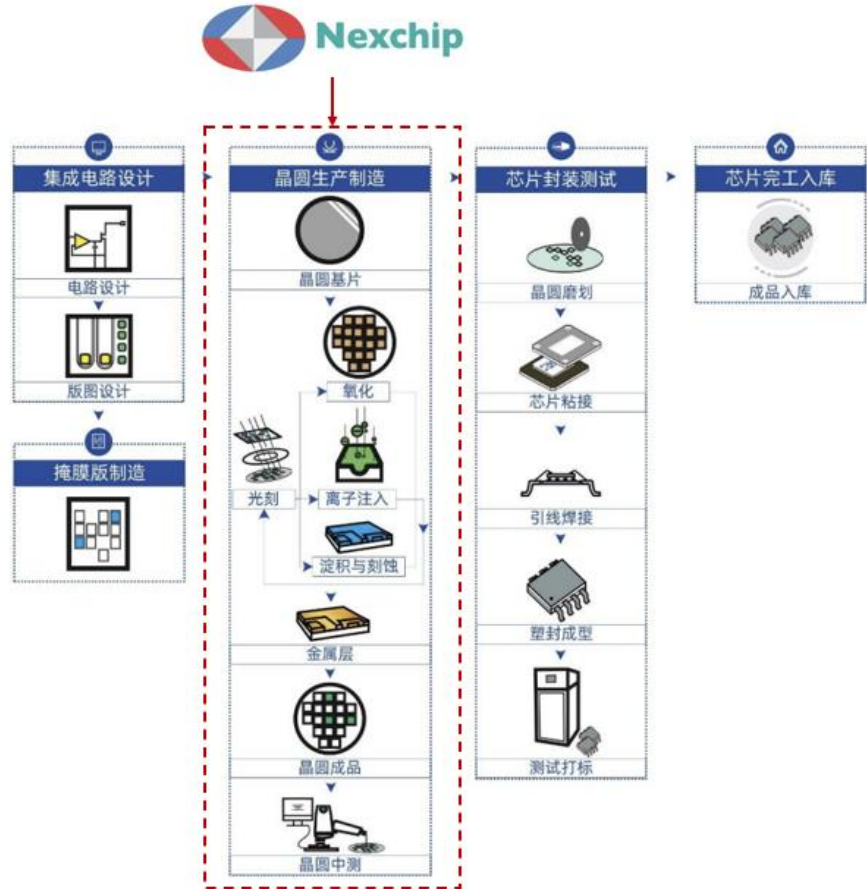 Nexchip
集成电路设计
电路设计
版图设计
掩膜版制造
晶圆生产制造
晶圆基片
氧化
光刻
离子注入
淀积与刻蚀
金属层
晶圆成品
晶圆中测
芯片封装测试
晶圆磨划
芯片粘接
引线焊接
塑封成型
测试打标
芯片完工入库
成品入库